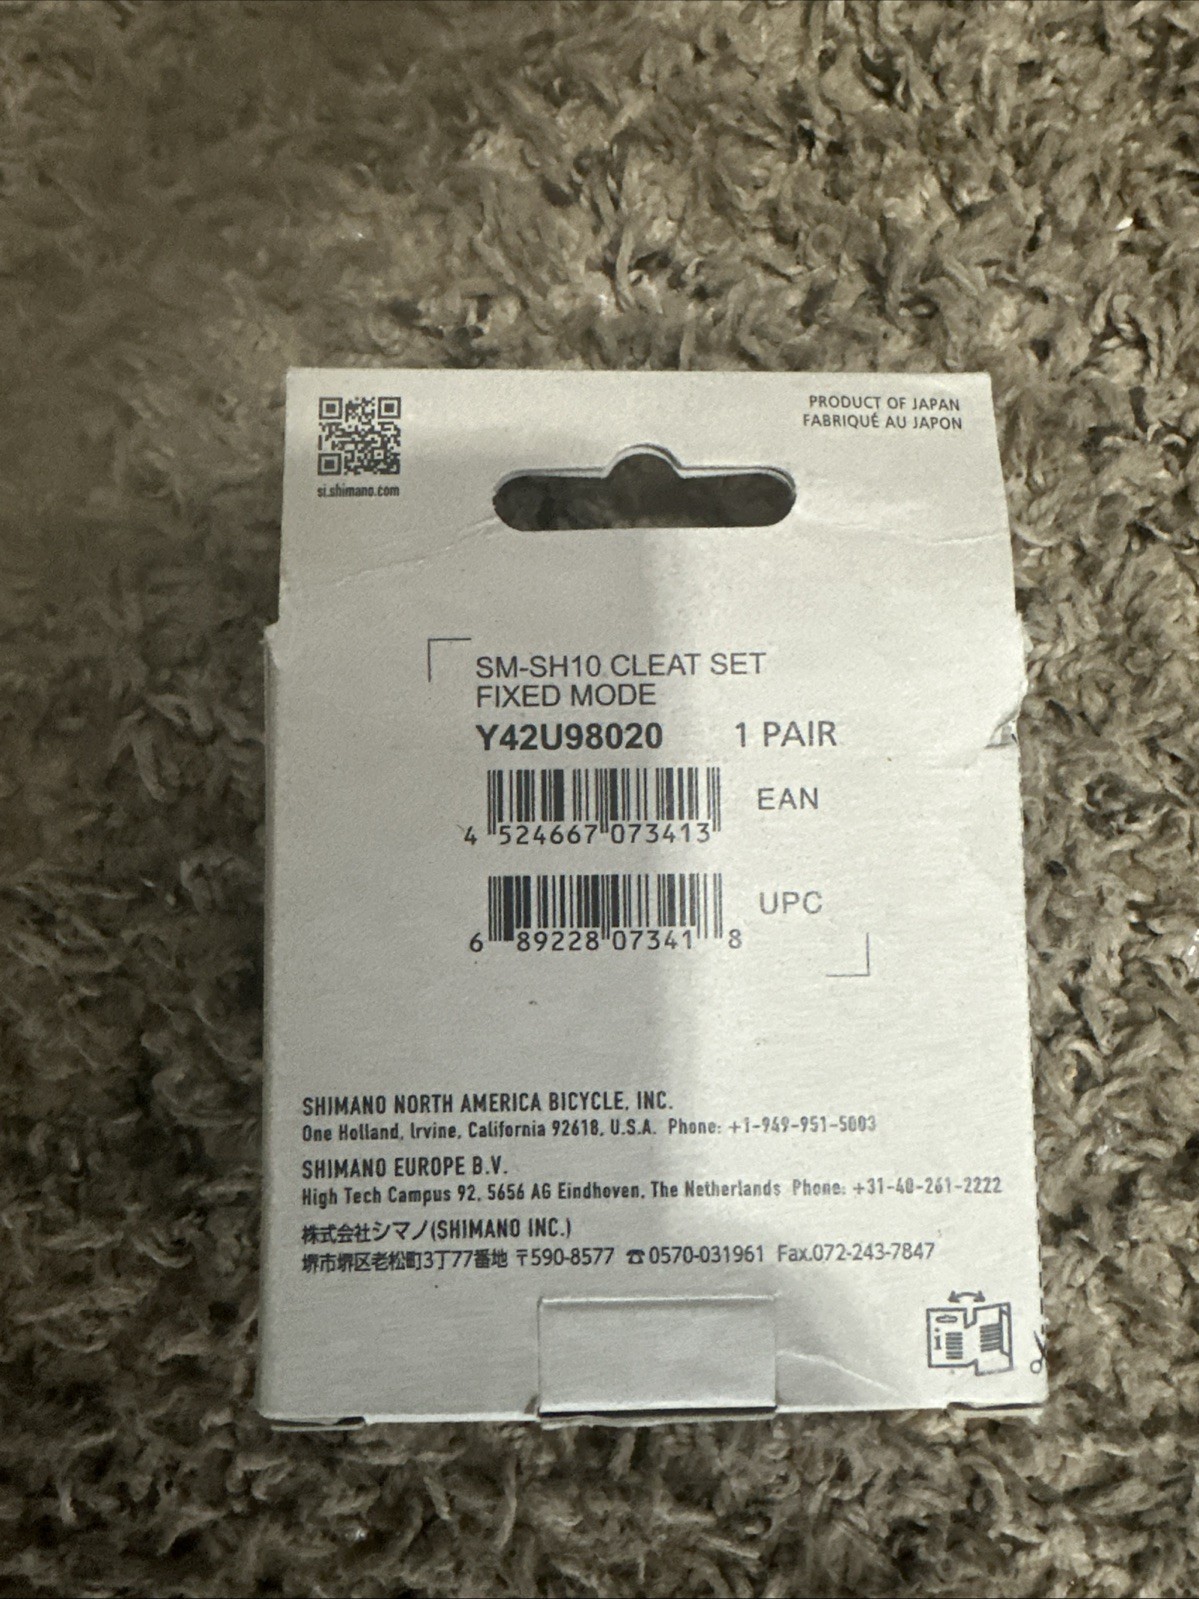 si.shimano.com
PRODUCT OF JAPAN
FABRIQUÉ AU JAPON
SM-SH10 CLEAT SET
FIXED MODE
Y42U98020 1 PAIR
EAN
4 524667 073413
UPC
6 89228 07341 8
SHIMANO NORTH AMERICA BICYCLE, INC.
One Holland, Irvine, California 92618, U.S.A. Phone: +1-949-951-5003
SHIMANO EUROPE B.V.
High Tech Campus 92, 5656 AG Eindhoven, The Netherlands Phone: +31-40-261-2222
株式会社シマノ(SHIMANO INC.)
堺市堺区老松町3丁77番地 〒590-8577 ☎0570-031961 Fax.072-243-7847